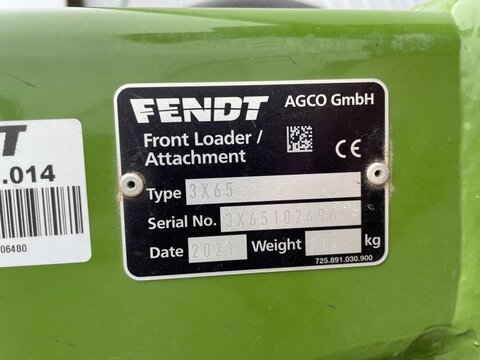 FENDT AGCO GmbH
Front Loader /
Attachment
CE
Type 3X65
Serial No. 3X65102496
Date 2021 Weight kg
725.891.030.900
.014
06480